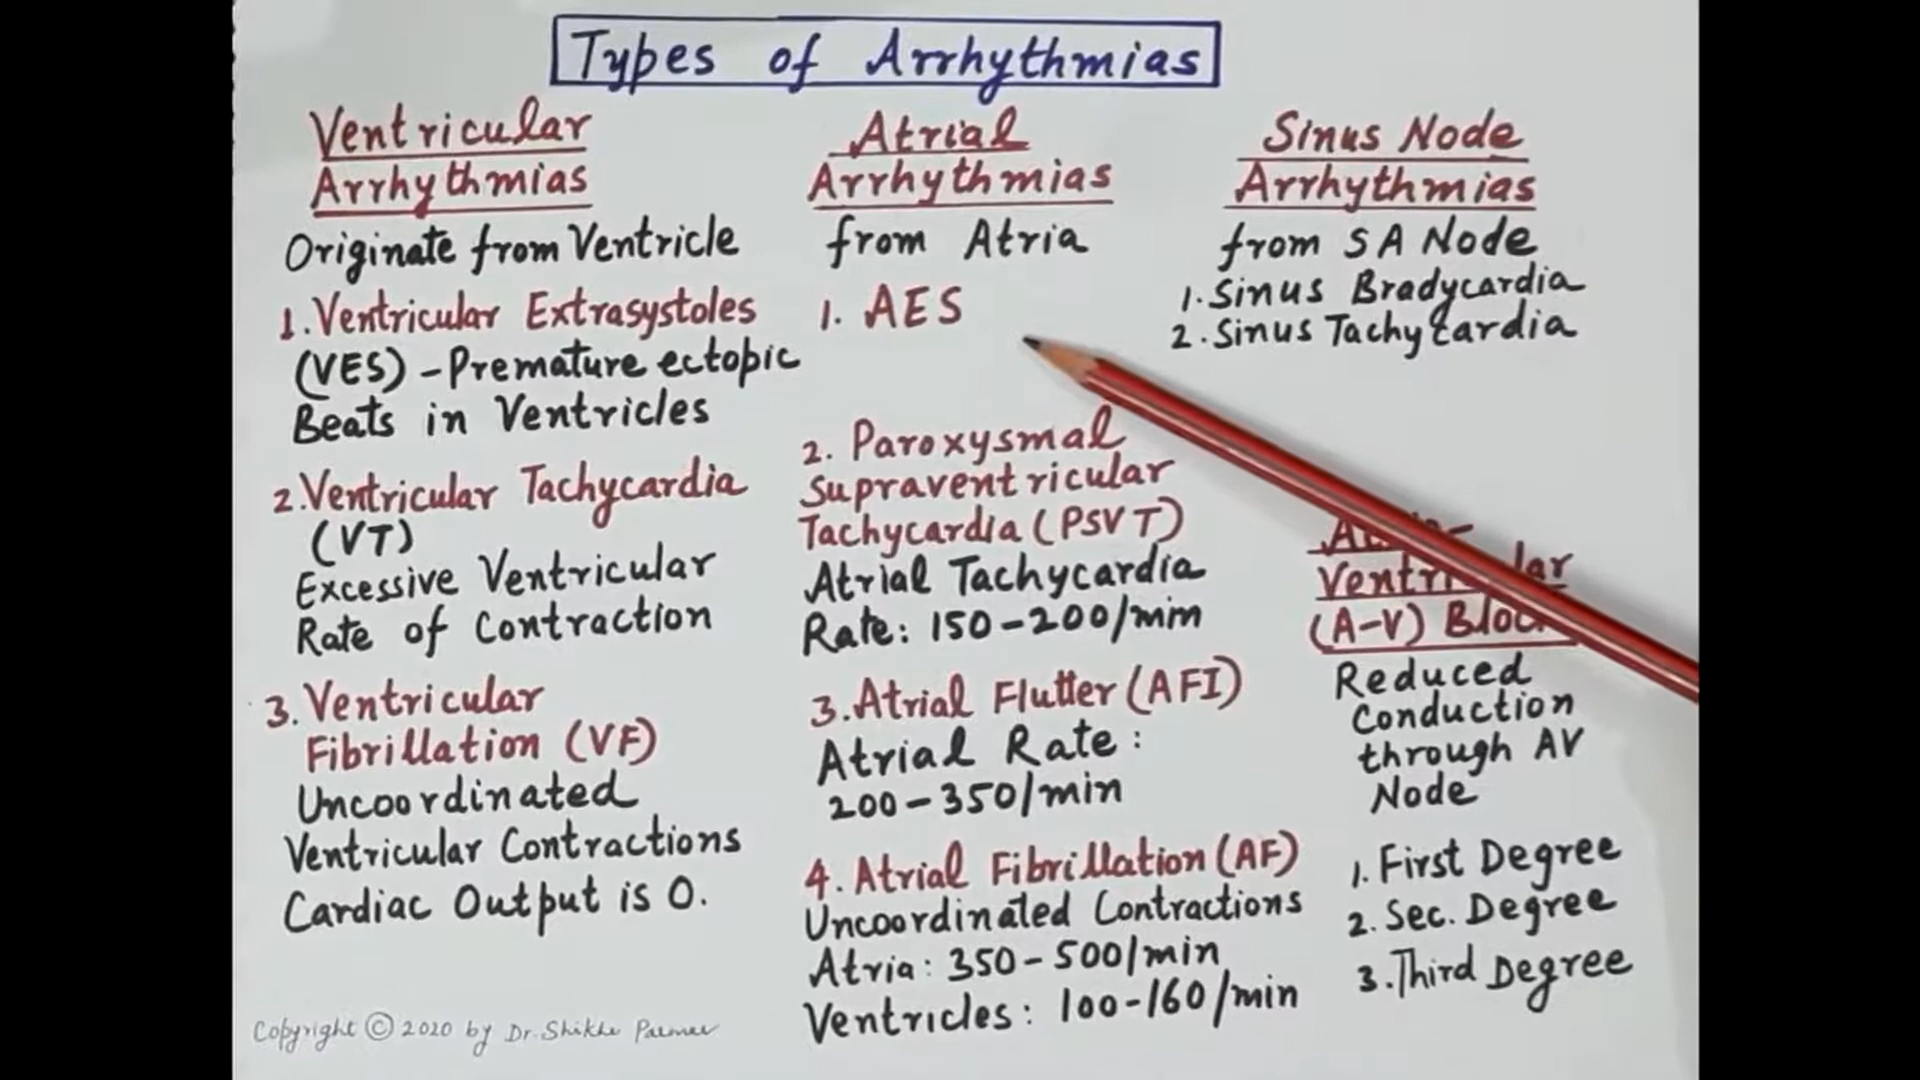 Types of Arrhythmias
Ventricular
Arrhythmias
Originate from Ventricle
1. Ventricular Extrasystoles
(VES) - Premature ectopic
Beats in Ventricles
2. Ventricular Tachycardia
(VT)
Excessive Ventricular
Rate of Contraction
3. Ventricular
Fibrillation (VF)
Uncoordinated
Ventricular Contractions
Cardiac Output is 0.
Atrial
Arrhythmias
from Atria
1. AES
2. Paroxysmal
Supraventricular
Tachycardia (PSVT)
Atrial Tachycardia
Rate: 150-200/min
3. Atrial Flutter (AFI)
Atrial Rate:
200-350/min
4. Atrial Fibrillation (AF)
Uncoordinated Contractions
Atria: 350-500/min
Ventricles: 100-160/min
Sinus Node
Arrhythmias
from SA Node
1. Sinus Bradycardia
2. Sinus Tachycardia
Ventricular
(A-V) Block
Reduced
Conduction
through AV
Node
1. First Degree
2. Sec. Degree
3. Third Degree
Copyright © 2020 by Dr. Shikha Parmar